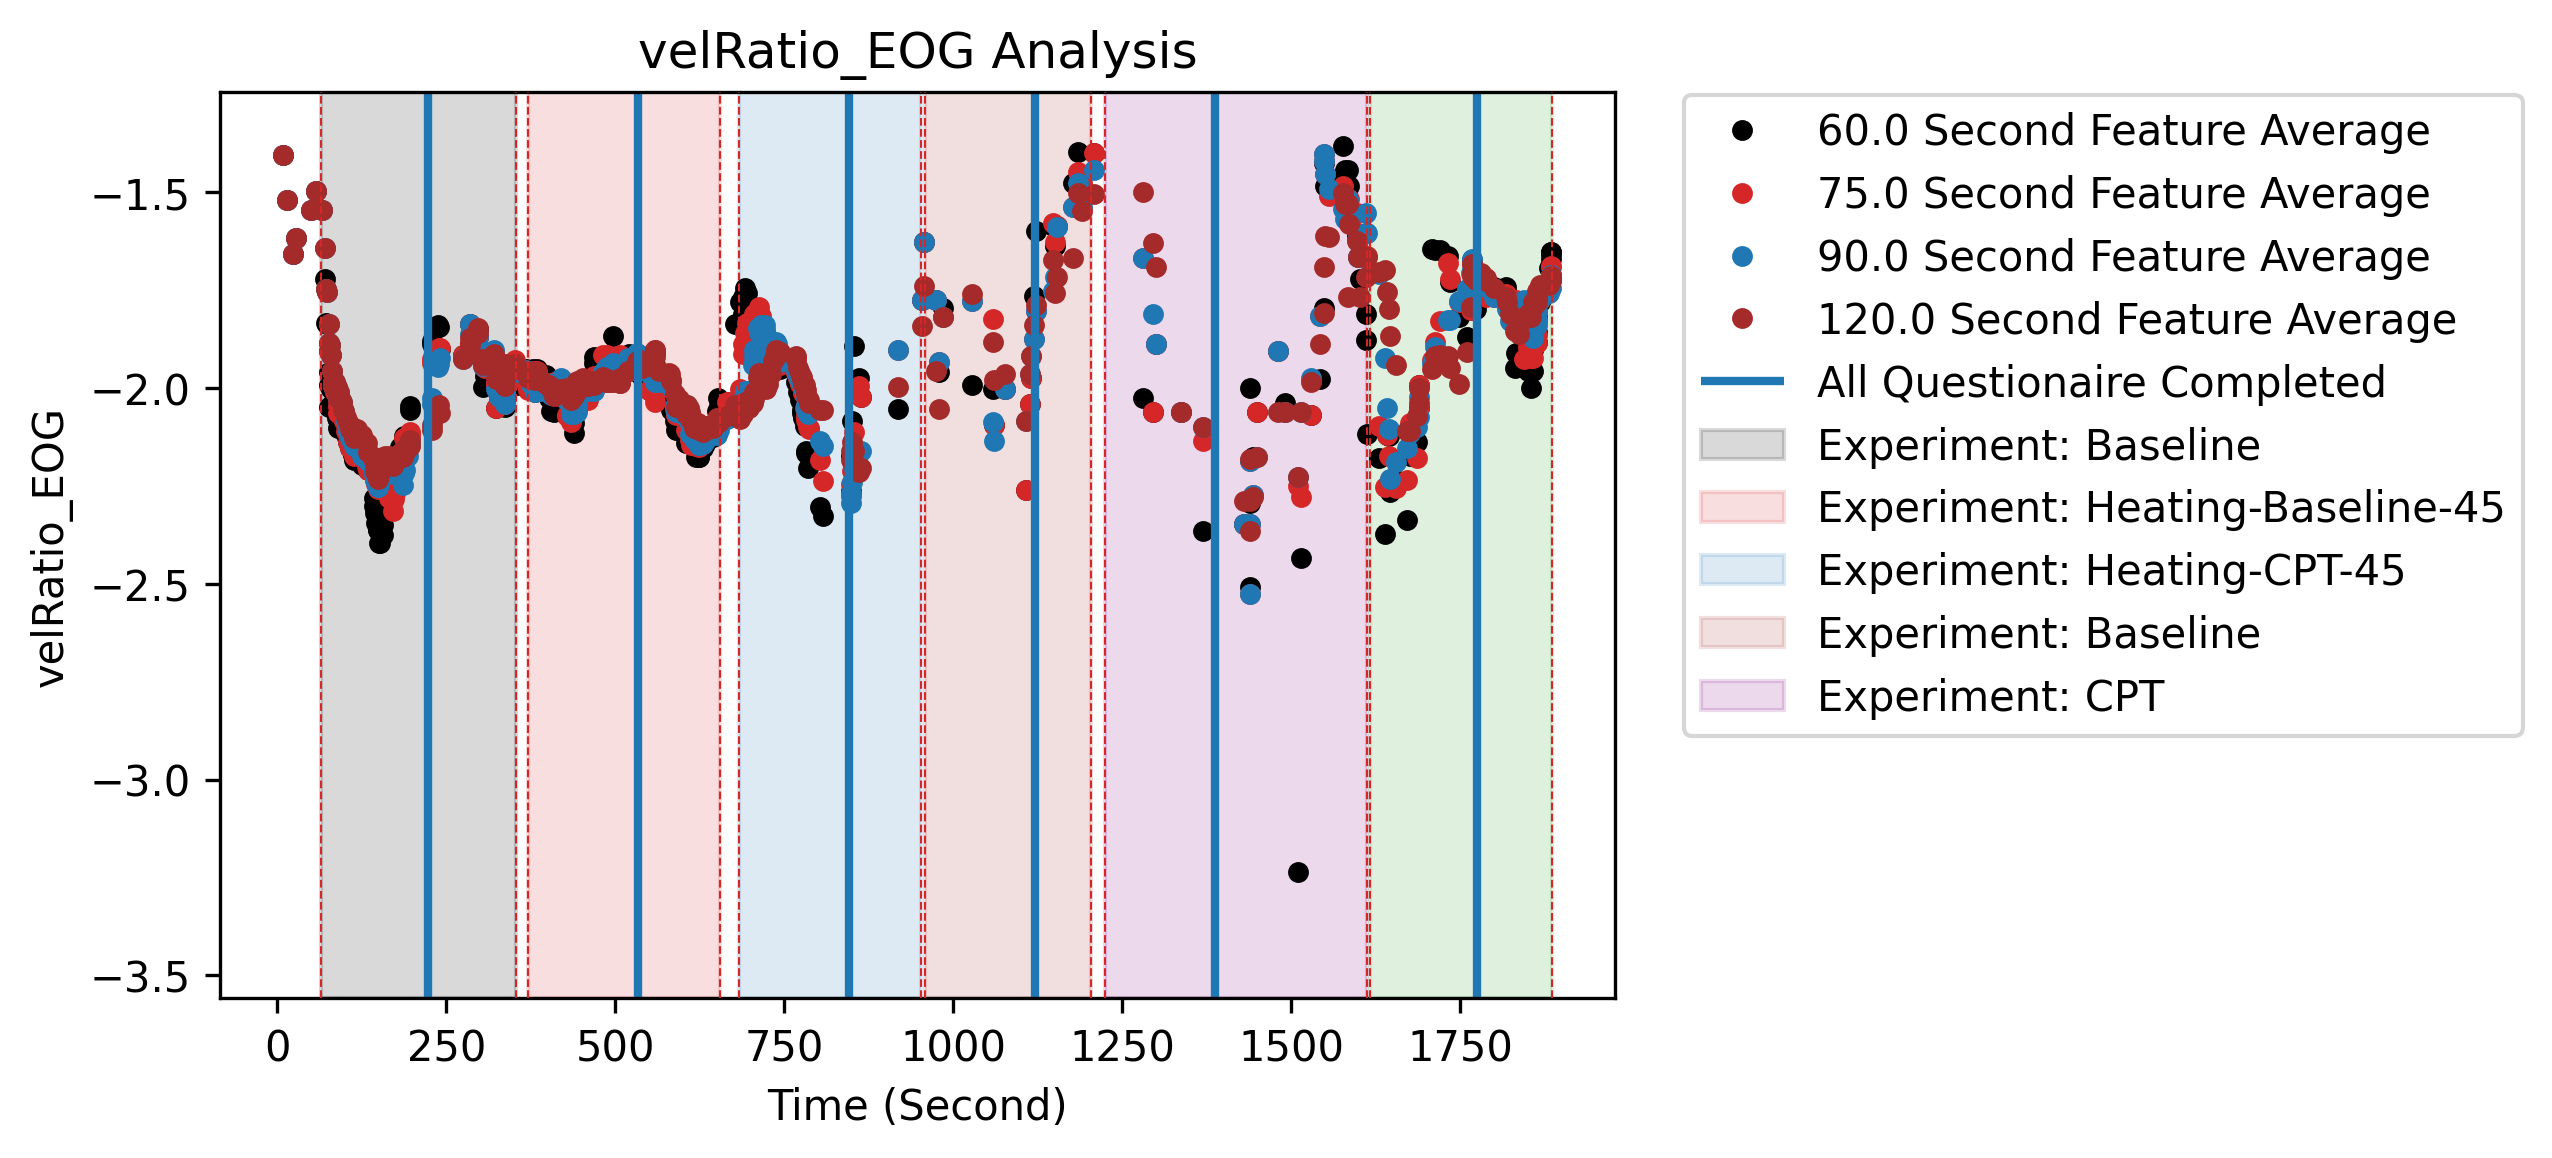 velRatio_EOG Analysis
velRatio_EOG
−1.5
−2.0
−2.5
−3.0
−3.5
0 250 500 750 1000 1250 1500 1750
Time (Second)
60.0 Second Feature Average
75.0 Second Feature Average
90.0 Second Feature Average
120.0 Second Feature Average
All Questionaire Completed
Experiment: Baseline
Experiment: Heating-Baseline-45
Experiment: Heating-CPT-45
Experiment: Baseline
Experiment: CPT